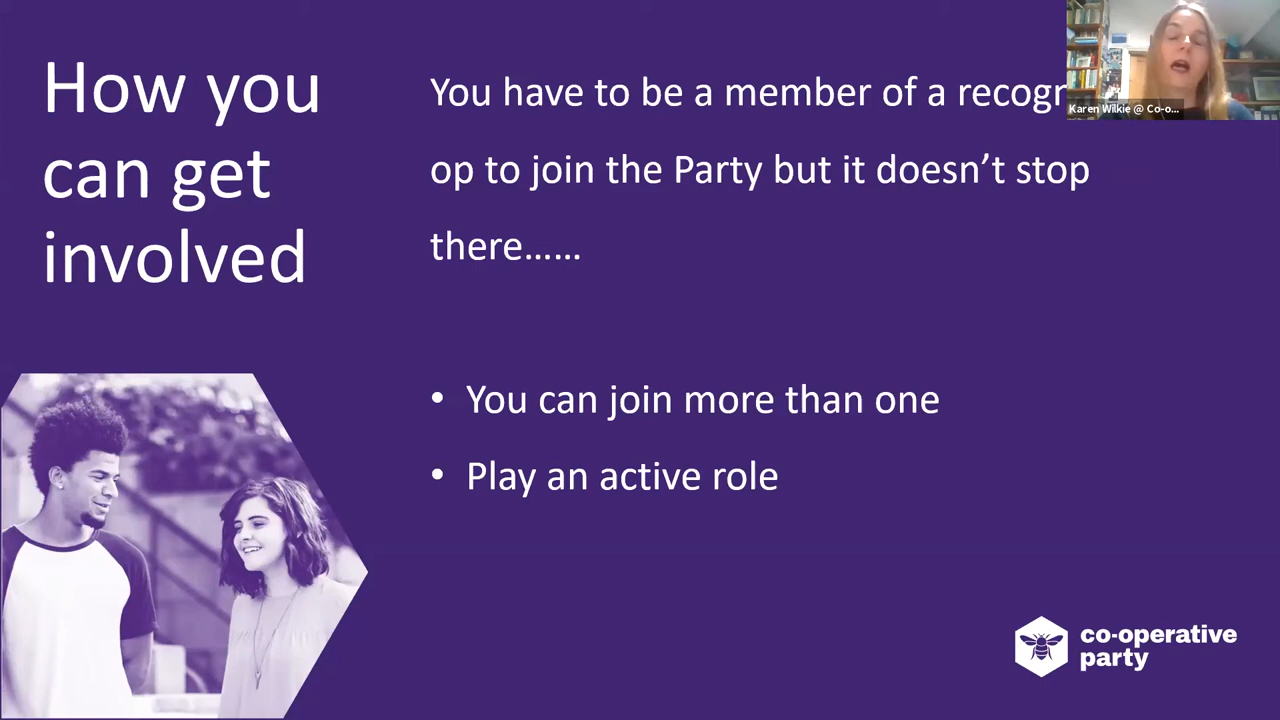 How you
can get
involved
You have to be a member of a
op to join the Party but it doesn’t stop
there……
• You can join more than one
• Play an active role
Karen Wilkie @ Co-o...
co-operative
party